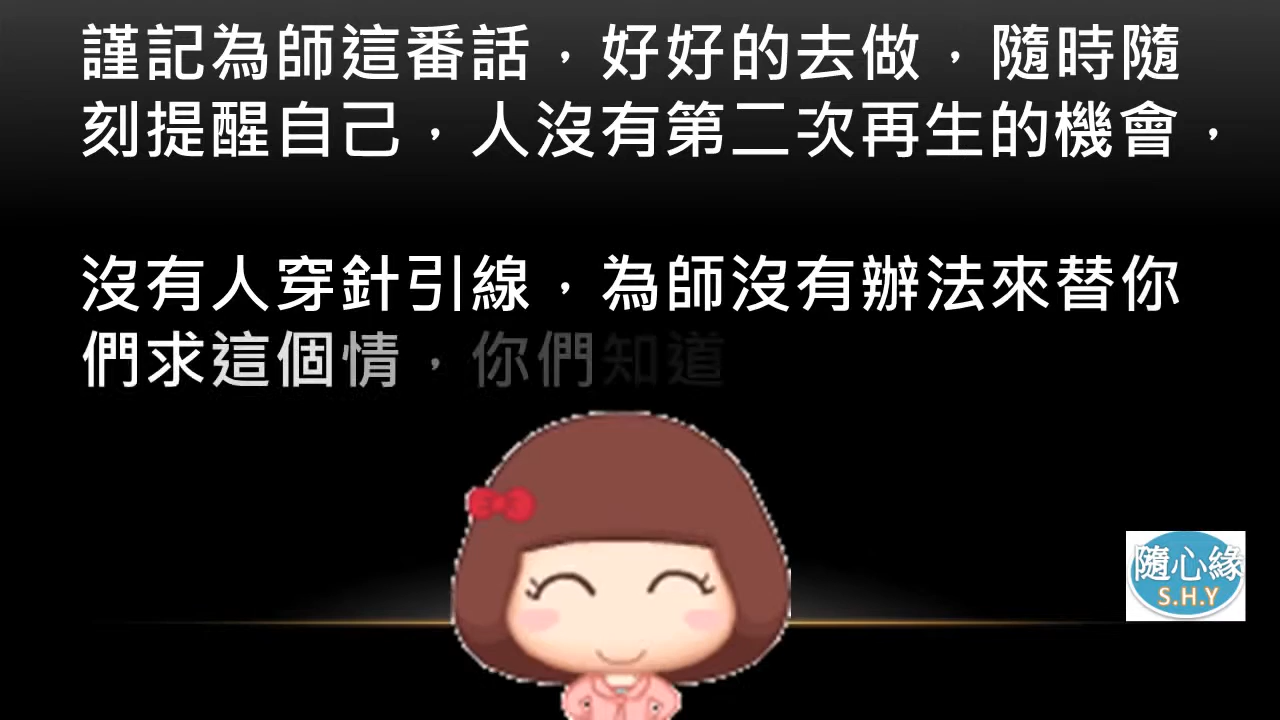 謹記為師這番話，好好的去做，隨時隨
刻提醒自己，人沒有第二次再生的機會，
沒有人穿針引線，為師沒有辦法來替你
們求這個情，你們知道
隨心緣
S.H.Y